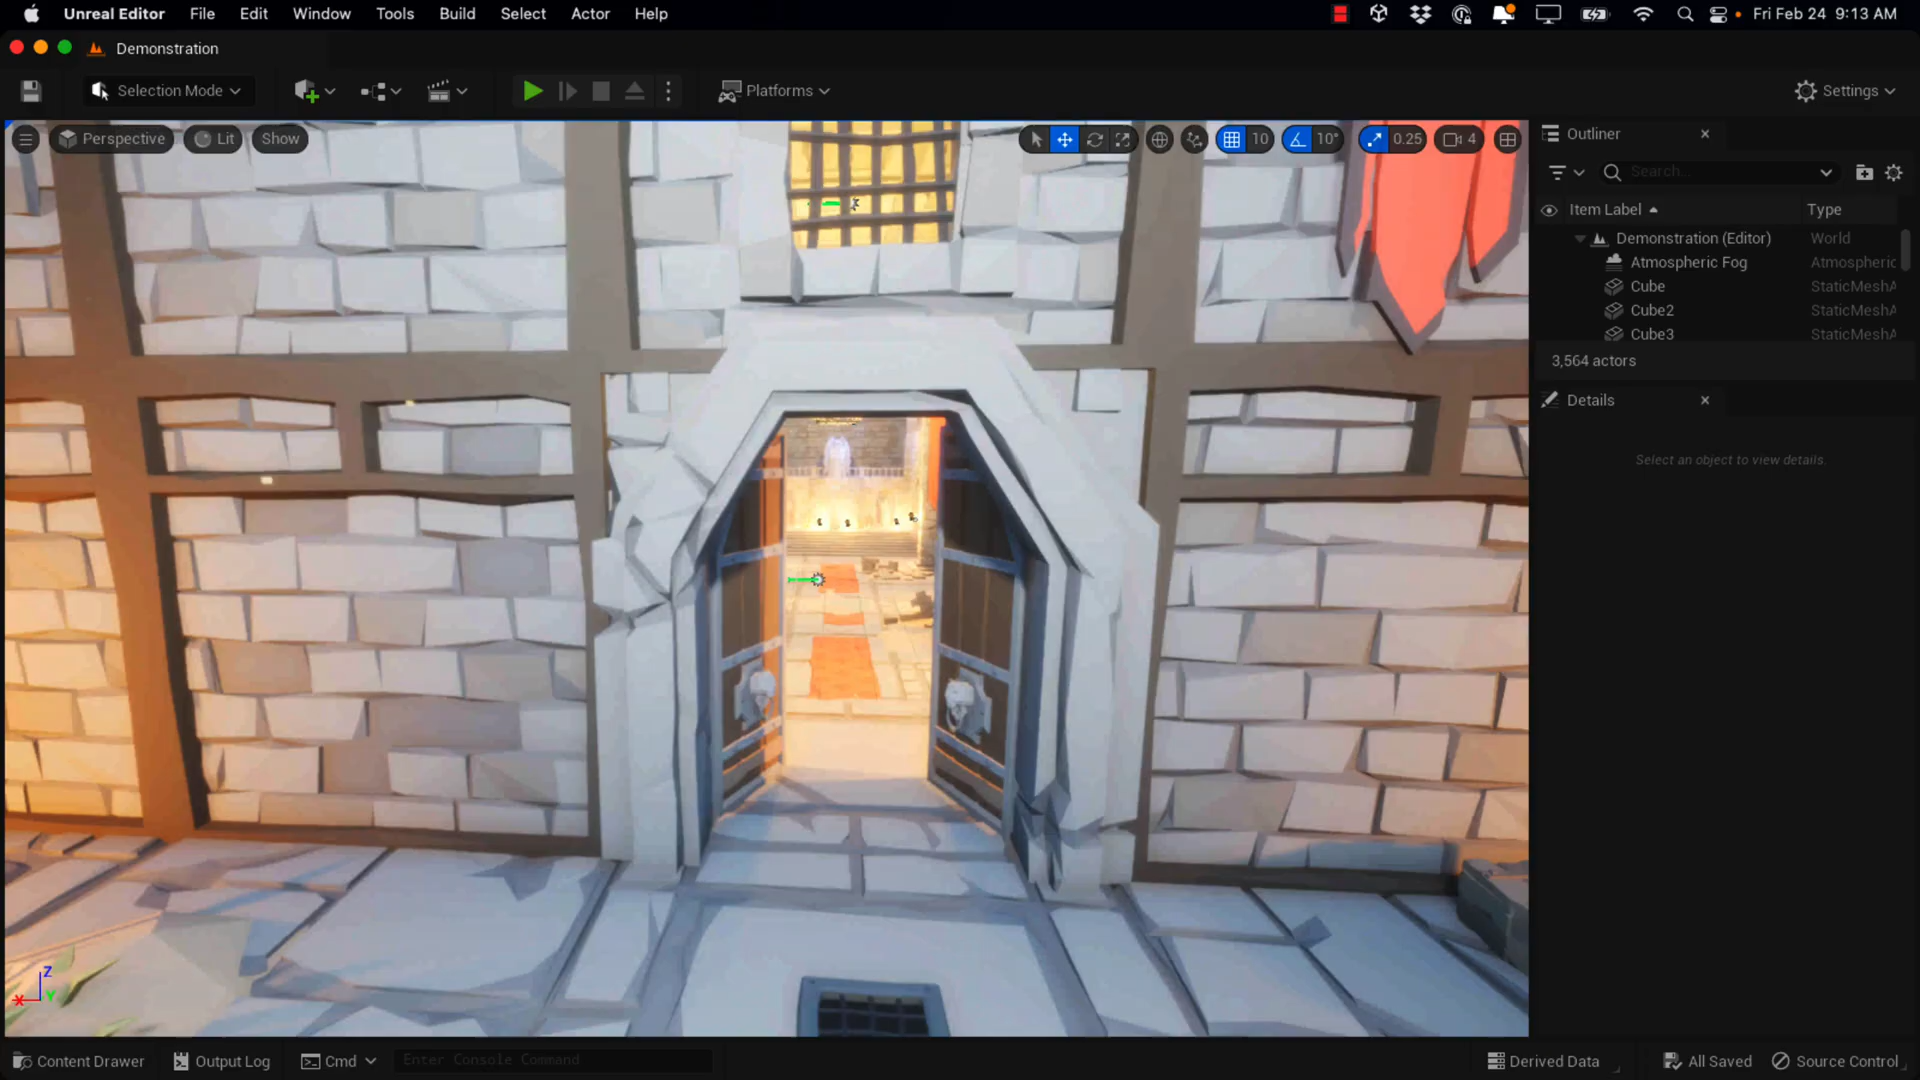 Unreal Editor File Edit Window Tools Build Select Actor Help Fri Feb 24 9:13 AM
Demonstration
Selection Mode Platforms Settings
Perspective Lit Show 10 10° 0.25 4
Outliner
Search...
Item Label Type
Demonstration (Editor) World
Atmospheric Fog Atmospheric
Cube StaticMeshA
Cube2 StaticMeshA
Cube3 StaticMeshA
3,564 actors
Details
Select an object to view details.
Z
X Y
Content Drawer Output Log Cmd Enter Console Command Derived Data All Saved Source Control